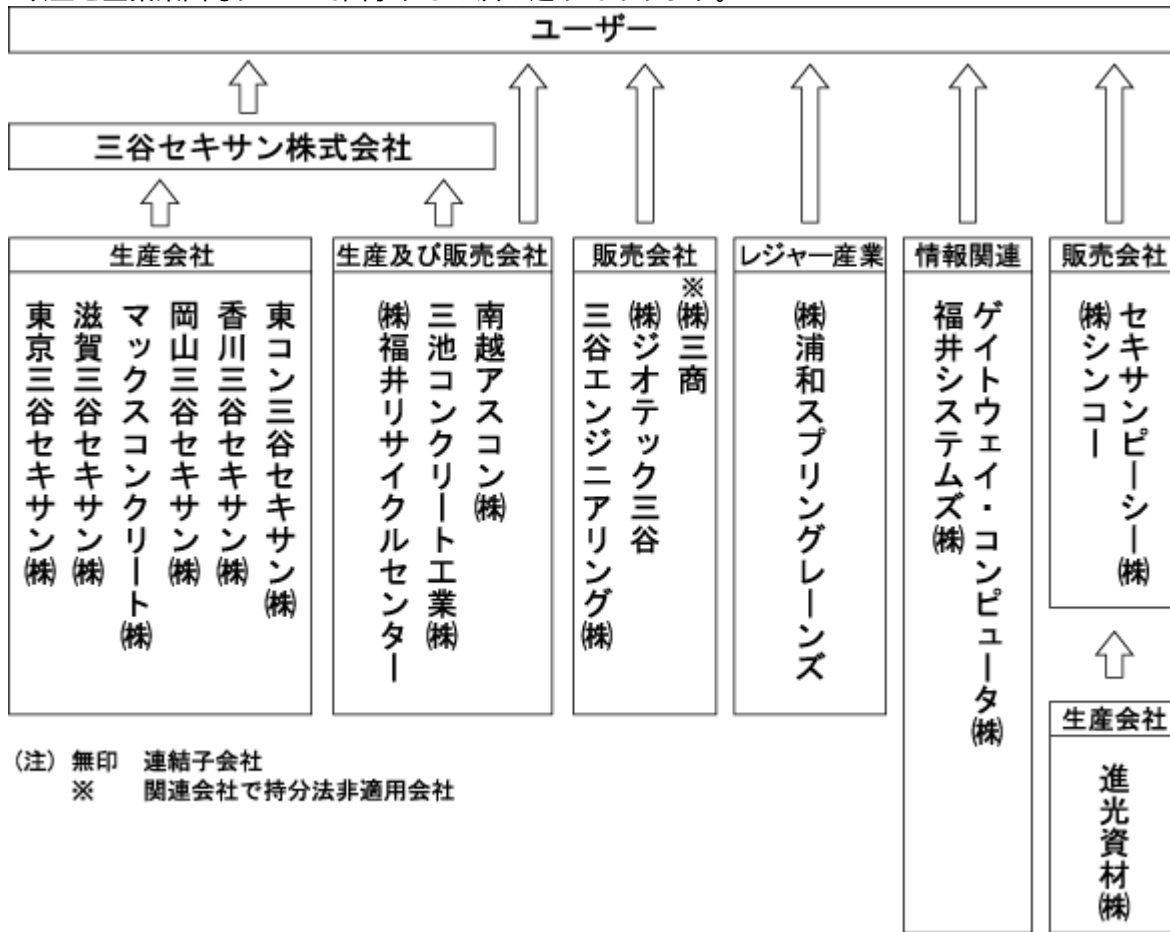 ユーザー
三谷セキサン株式会社
生産会社
東コン三谷セキサン㈱
香川三谷セキサン㈱
岡山三谷セキサン㈱
マックスコンクリート㈱
滋賀三谷セキサン㈱
東京三谷セキサン㈱
生産及び販売会社
南越アスコン㈱
三池コンクリート工業㈱
㈱福井リサイクルセンター
販売会社
※㈱三商
㈱ジオテック三谷
三谷エンジニアリング㈱
レジャー産業
㈱浦和スプリングレーンズ
情報関連
ゲイトウェイ・コンピュータ㈱
福井システムズ㈱
販売会社
セキサンピーシー㈱
㈱シンコー
生産会社
進光資材㈱
(注) 無印 連結子会社
※ 関連会社で持分法非適用会社